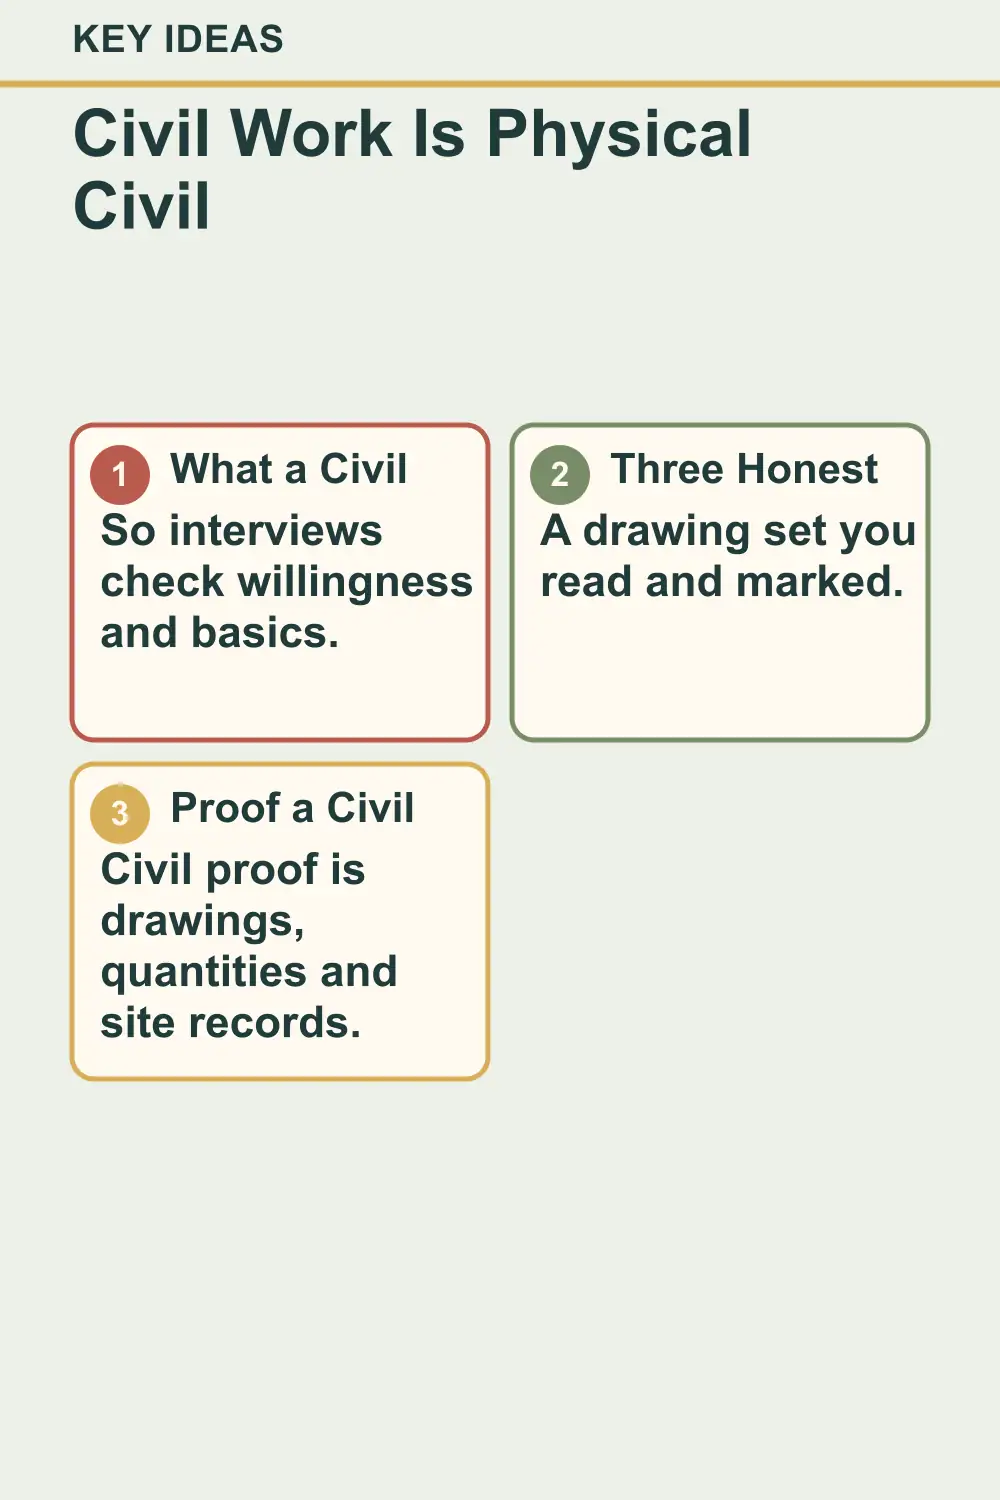 KEY IDEAS
Civil Work Is Physical
Civil
1 What a Civil
So interviews
check willingness
and basics.
2 Three Honest
A drawing set you
read and marked.
3 Proof a Civil
Civil proof is
drawings,
quantities and
site records.